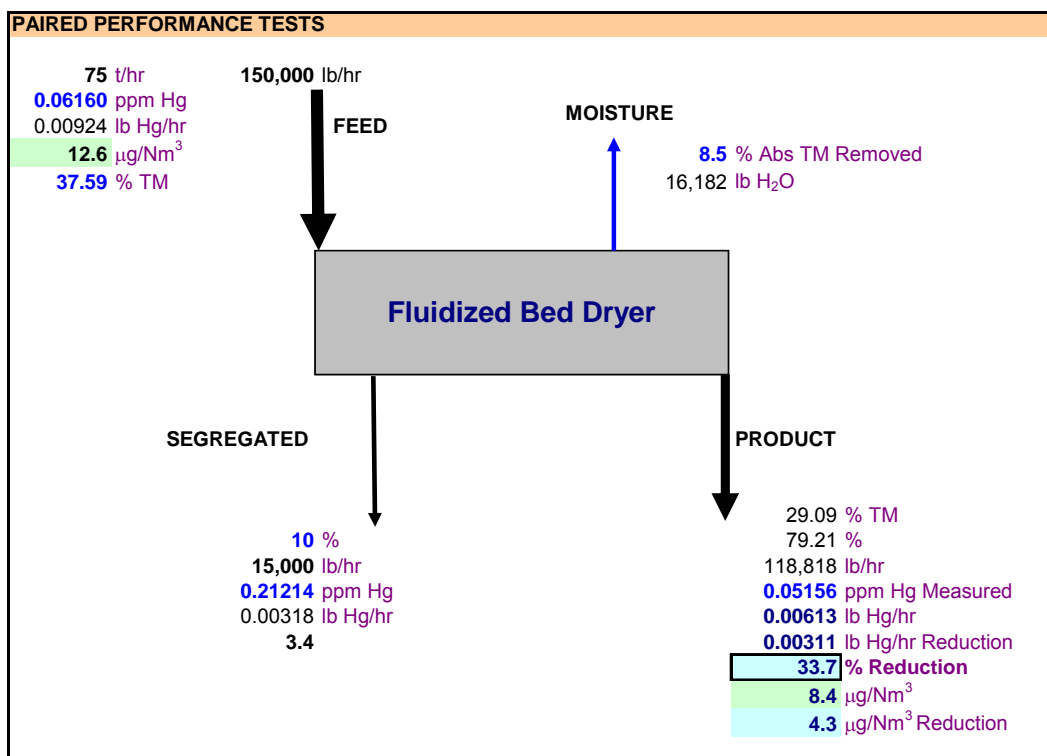 PAIRED PERFORMANCE TESTS
75 t/hr 150,000 lb/hr
0.06160 ppm Hg
0.00924 lb Hg/hr
12.6 μg/Nm³
37.59 % TM
FEED
MOISTURE
8.5 % Abs TM Removed
16,182 lb H₂O
Fluidized Bed Dryer
SEGREGATED
10 %
15,000 lb/hr
0.21214 ppm Hg
0.00318 lb Hg/hr
3.4
PRODUCT
29.09 % TM
79.21 %
118,818 lb/hr
0.05156 ppm Hg Measured
0.00613 lb Hg/hr
0.00311 lb Hg/hr Reduction
33.7 % Reduction
8.4 μg/Nm³
4.3 μg/Nm³ Reduction